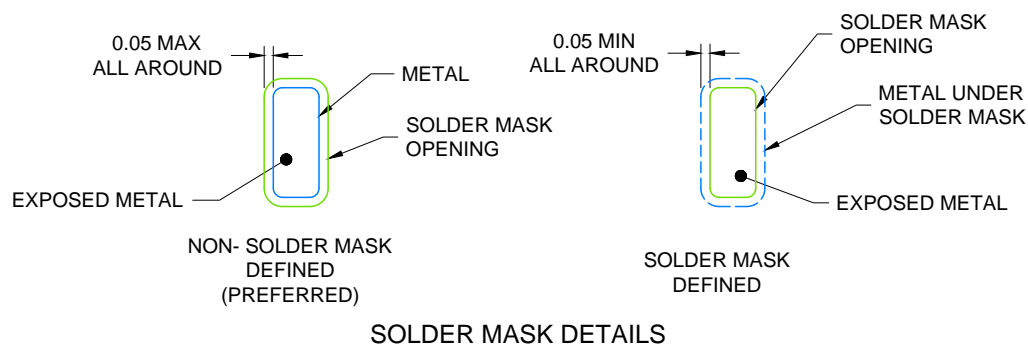 0.05 MAX
ALL AROUND
METAL
SOLDER MASK
OPENING
EXPOSED METAL
NON- SOLDER MASK
DEFINED
(PREFERRED)
0.05 MIN
ALL AROUND
SOLDER MASK
OPENING
METAL UNDER
SOLDER MASK
EXPOSED METAL
SOLDER MASK
DEFINED
SOLDER MASK DETAILS